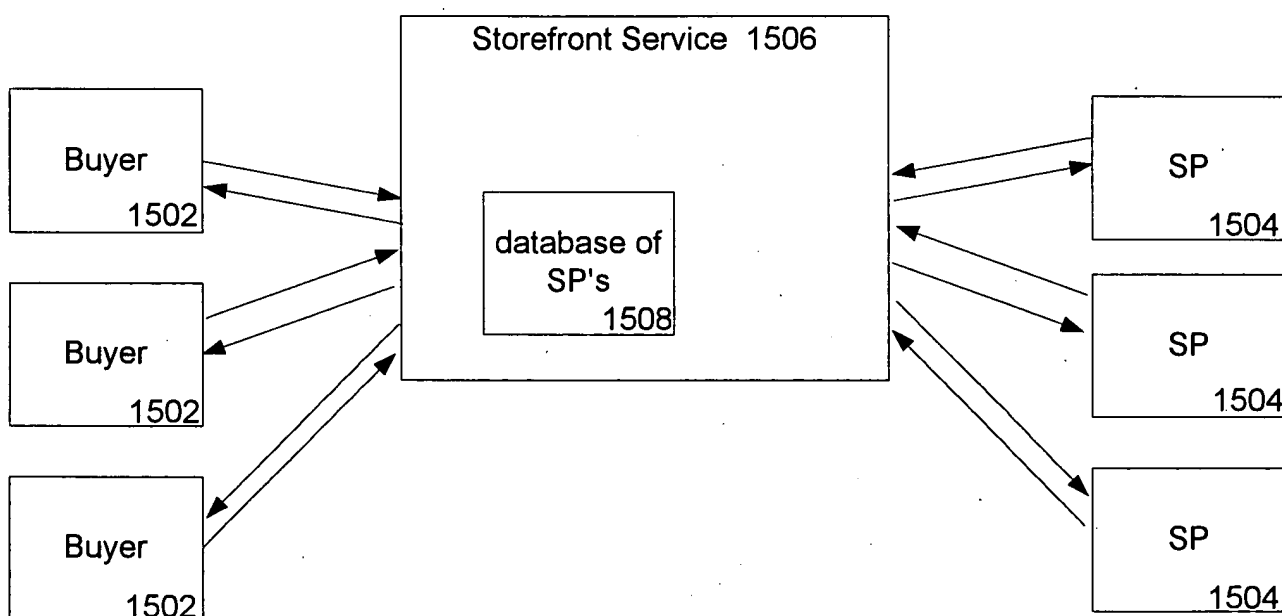 Storefront Service 1506
Buyer
1502
Buyer
1502
Buyer
1502
database of
SP's
1508
SP
1504
SP
1504
SP
1504